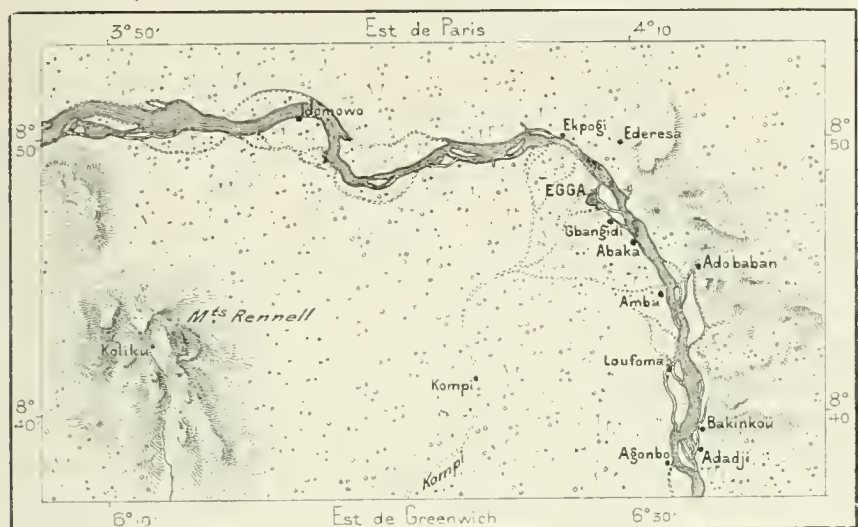 3° 50' Est de Paris 4° 10'
Idomowo
8° 50
Ekpogi
Ederesa
8° 50
EGGA
Gbangidi
Abaka
Adobaban
Ambu
Mts Rennell
Koliku
Loufoma
Kompi
8° 40
Bakinkou
8° 40
Agonbo
Adadji
Kompi
6° 10' Est de Greenwich 6° 30'